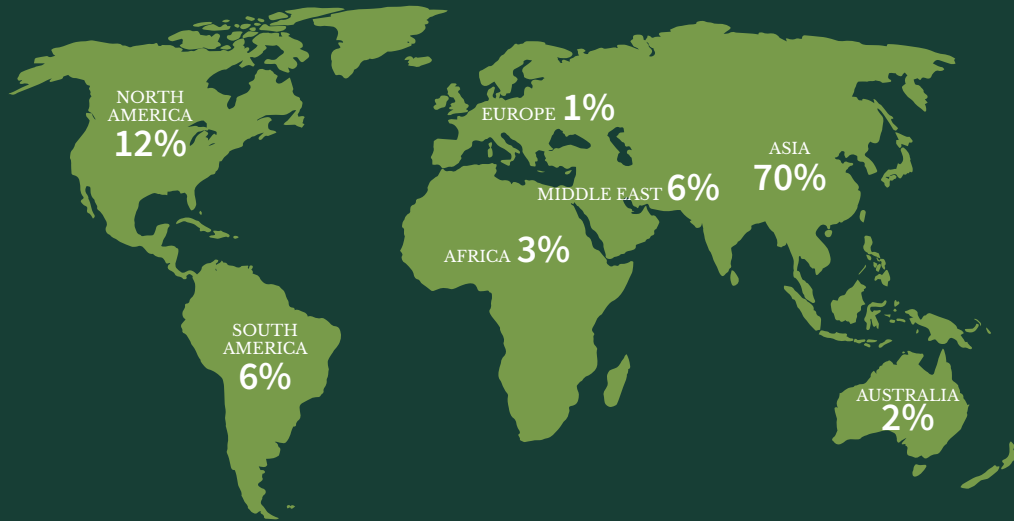 NORTH
AMERICA
12%
EUROPE 1%
ASIA
70%
MIDDLE EAST 6%
AFRICA 3%
SOUTH
AMERICA
6%
AUSTRALIA
2%